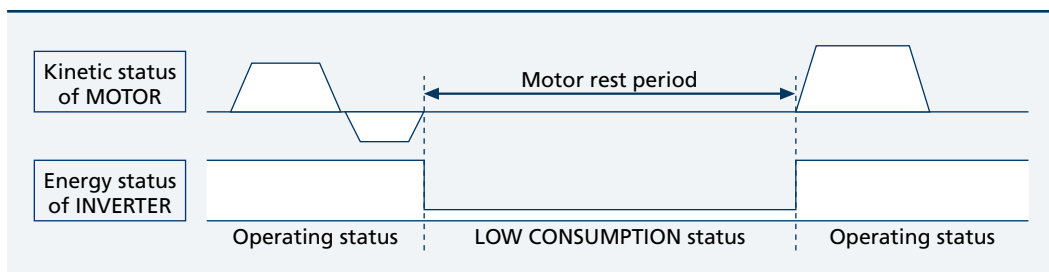 Kinetic status
of MOTOR
Motor rest period
Energy status
of INVERTER
Operating status
LOW CONSUMPTION status
Operating status